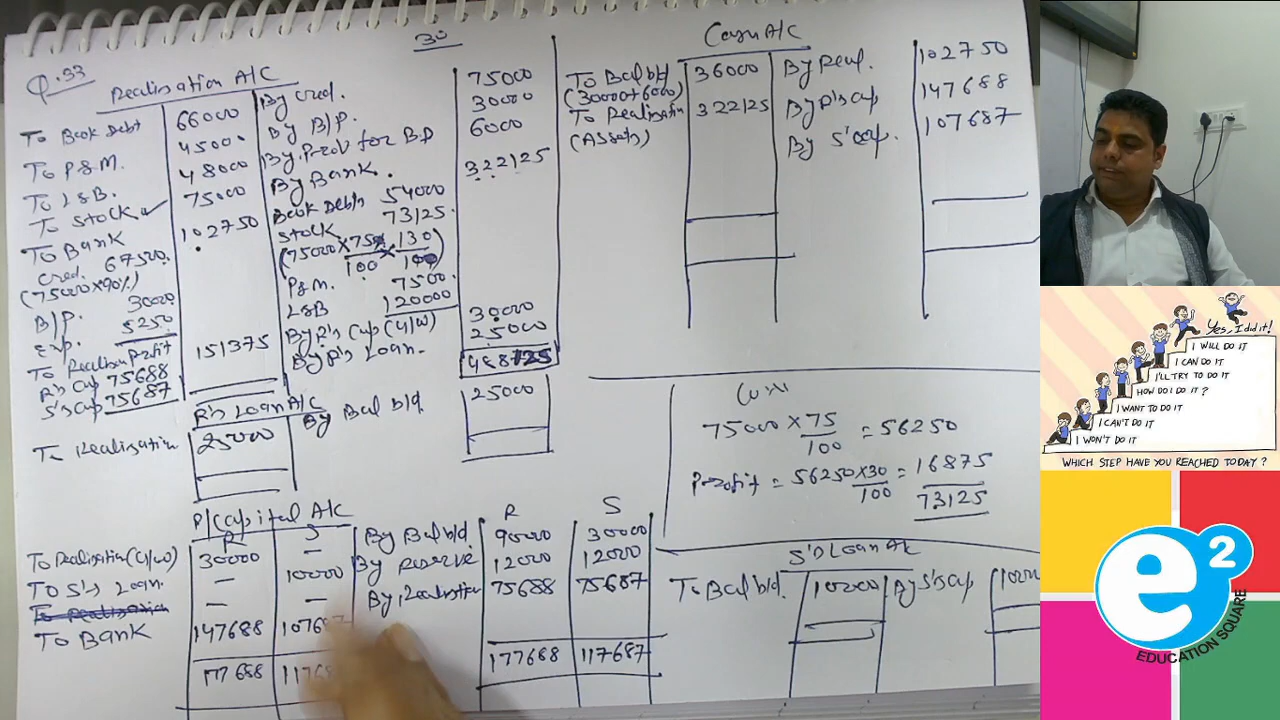 30
Q.33
Realisation A/C
To Book Debt 66000 By Cred. 75000
To P&M. 45000 By B/P. 30000
To L&B. 48000 By Prov for B.D 6000
To Stock 75000 By Bank. 322125
To Bank 102750 Book Debts 54000
Cred. 67500 Stock 73125
(75000×90%) (75000×75%/100×130/100)
B/P. 30000 P&M. 7500
Exp. 5250 L&B 120000
To Realisation Profit 151375 By R's Cap (U/W) 30000
R's Cap 75688 By R's Loan. 25000
S's Cap 75687 488125
R's Loan A/C
To Realisation 25000 By Bal b/d 25000
P/Capital A/C
R S R S
To Realisation (U/W) 30000 – By Bal b/d 90000 30000
To S's Loan. – 10000 By Reserve 12000 12000
– – By Realisation 75688 75687
To Bank 147688
177688 177688 117687
Cash A/C
To Bal b/d 36000 By Real. 102750
(30000+6000)
To Realisation 322125 By R's Cap 147688
(Assets) By S' Cap. 107687
75000 × 75/100 = 56250
Profit = 56250×30/100 = 16875
73125
S's Loan A/C
To Bal b/d. 10000 By S's Cap
Yes, I did it!
I WILL DO IT
I CAN DO IT
I'LL TRY TO DO IT
HOW DO I DO IT ?
I WANT TO DO IT
I CAN'T DO IT
I WON'T DO IT
WHICH STEP HAVE YOU REACHED TODAY ?
e2
EDUCATION SQUARE